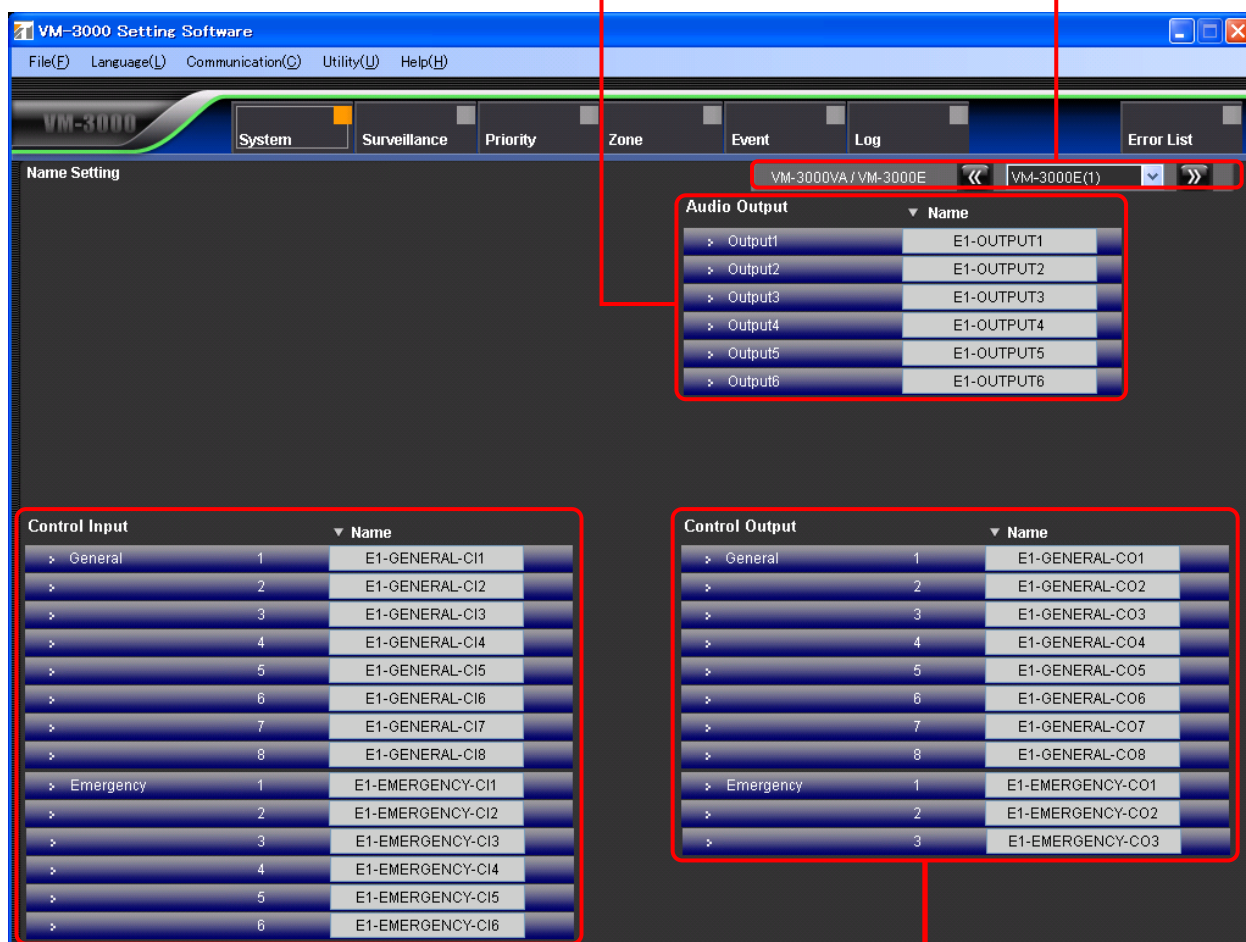 VM-3000 Setting Software
File(F) Language(L) Communication(C) Utility(U) Help(H)
VM-3000
System Surveillance Priority Zone Event Log Error List
Name Setting
VM-3000VA / VM-3000E VM-3000E(1)
Audio Output Name
Output1 E1-OUTPUT1
Output2 E1-OUTPUT2
Output3 E1-OUTPUT3
Output4 E1-OUTPUT4
Output5 E1-OUTPUT5
Output6 E1-OUTPUT6
Control Input Name
General 1 E1-GENERAL-CI1
2 E1-GENERAL-CI2
3 E1-GENERAL-CI3
4 E1-GENERAL-CI4
5 E1-GENERAL-CI5
6 E1-GENERAL-CI6
7 E1-GENERAL-CI7
8 E1-GENERAL-CI8
Emergency 1 E1-EMERGENCY-CI1
2 E1-EMERGENCY-CI2
3 E1-EMERGENCY-CI3
4 E1-EMERGENCY-CI4
5 E1-EMERGENCY-CI5
6 E1-EMERGENCY-CI6
Control Output Name
General 1 E1-GENERAL-CO1
2 E1-GENERAL-CO2
3 E1-GENERAL-CO3
4 E1-GENERAL-CO4
5 E1-GENERAL-CO5
6 E1-GENERAL-CO6
7 E1-GENERAL-CO7
8 E1-GENERAL-CO8
Emergency 1 E1-EMERGENCY-CO1
2 E1-EMERGENCY-CO2
3 E1-EMERGENCY-CO3